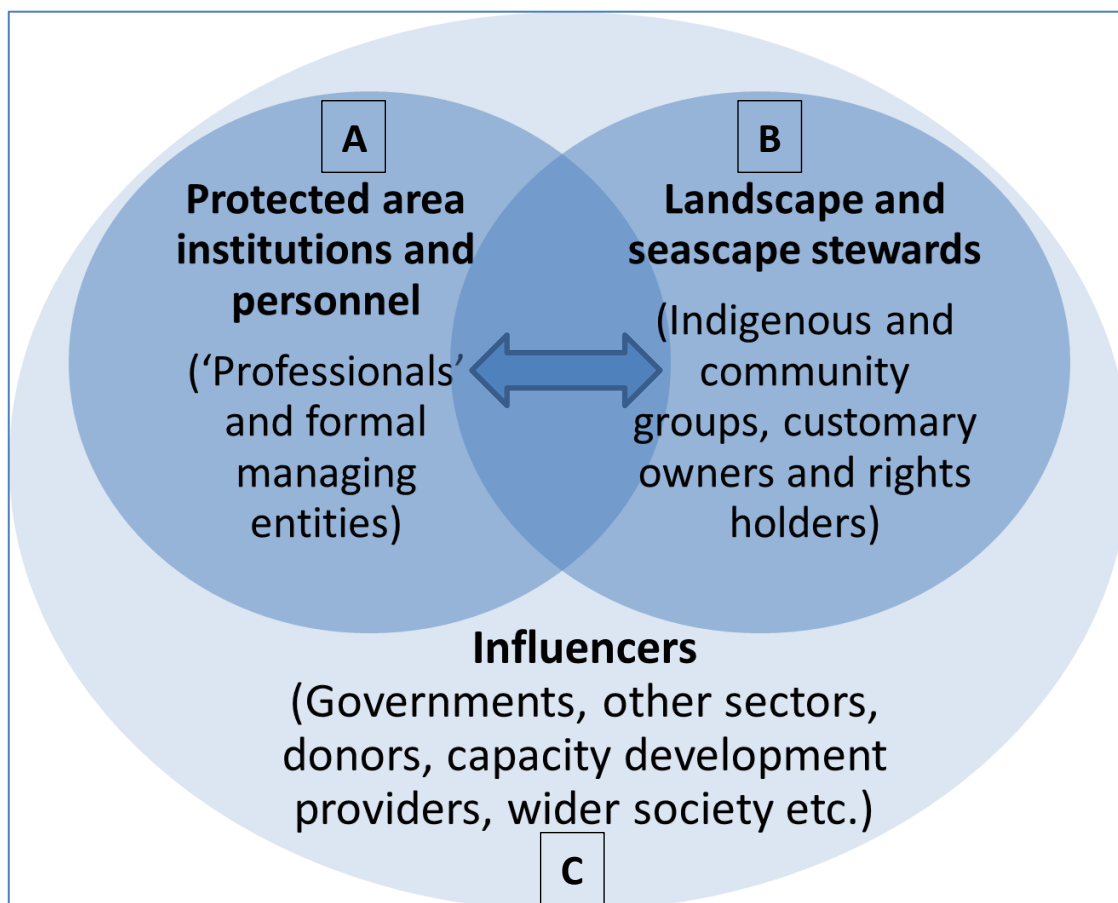 A
Protected area
institutions and
personnel
(‘Professionals’
and formal
managing
entities)
B
Landscape and
seascape stewards
(Indigenous and
community
groups, customary
owners and rights
holders)
Influencers
(Governments, other sectors,
donors, capacity development
providers, wider society etc.)
C